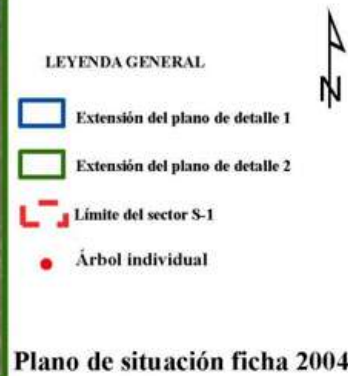 LEYENDA GENERAL
N
Extensión del plano de detalle 1
Extensión del plano de detalle 2
Límite del sector S-1
Árbol individual
Plano de situación ficha 2004